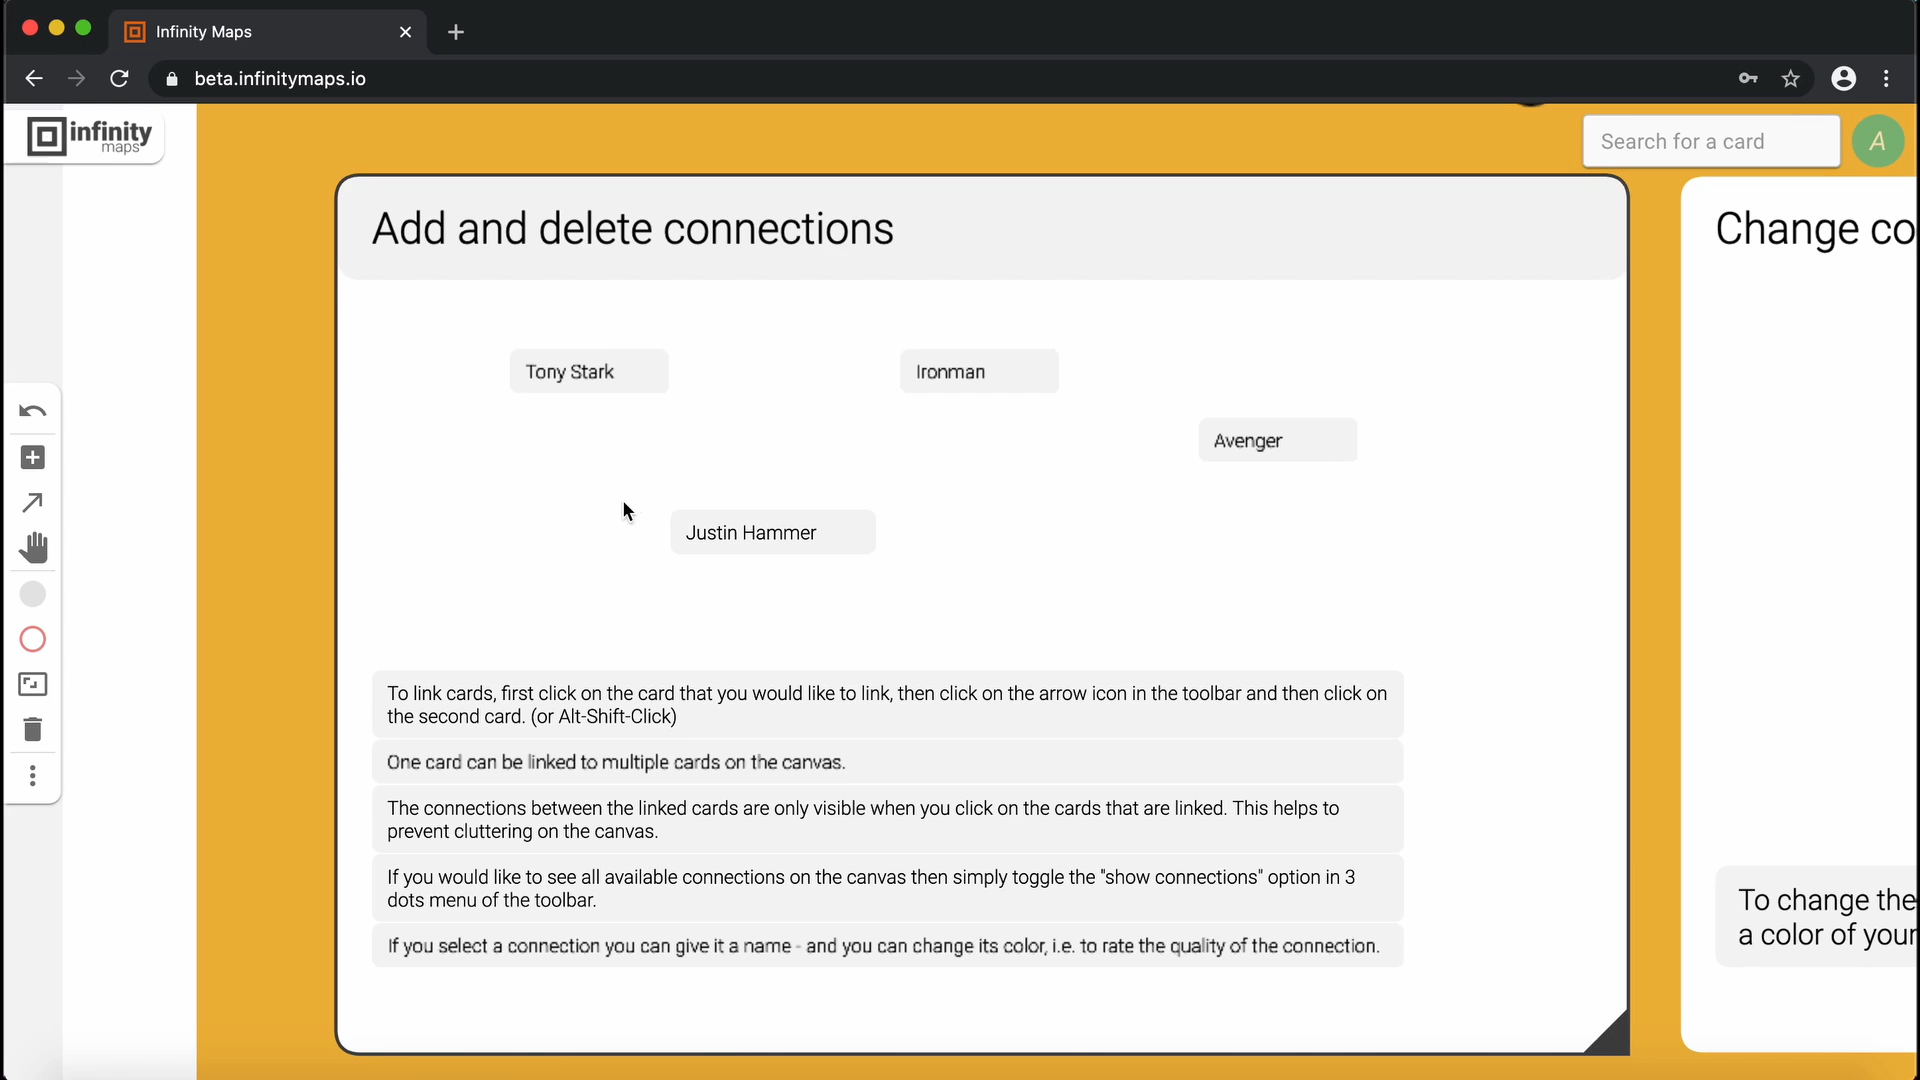 Infinity Maps
beta.infinitymaps.io
infinity
maps
Search for a card
A
Add and delete connections
Change co
Tony Stark
Ironman
Avenger
Justin Hammer
To link cards, first click on the card that you would like to link, then click on the arrow icon in the toolbar and then click on
the second card. (or Alt-Shift-Click)
One card can be linked to multiple cards on the canvas.
The connections between the linked cards are only visible when you click on the cards that are linked. This helps to
prevent cluttering on the canvas.
If you would like to see all available connections on the canvas then simply toggle the "show connections" option in 3
dots menu of the toolbar.
If you select a connection you can give it a name - and you can change its color, i.e. to rate the quality of the connection.
To change the
a color of your